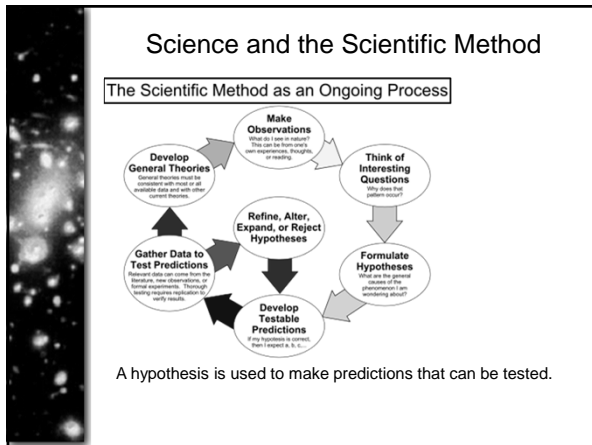 Science and the Scientific Method
The Scientific Method as an Ongoing Process
Make
Observations
What do I see in nature?
This can be from one's
own experiences, thoughts,
or reading.
Think of
Interesting
Questions
Why does that
pattern occur?
Formulate
Hypotheses
What are the general
causes of the
phenomenon I am
wondering about?
Develop
Testable
Predictions
If my hypotesis is correct,
then I expect a, b, c,...
Gather Data to
Test Predictions
Relevant data can come from the
literature, new observations, or
formal experiments. Thorough
testing requires replication to
verify results.
Refine, Alter,
Expand, or Reject
Hypotheses
Develop
General Theories
General theories must be
consistent with most or all
available data and with other
current theories.
A hypothesis is used to make predictions that can be tested.